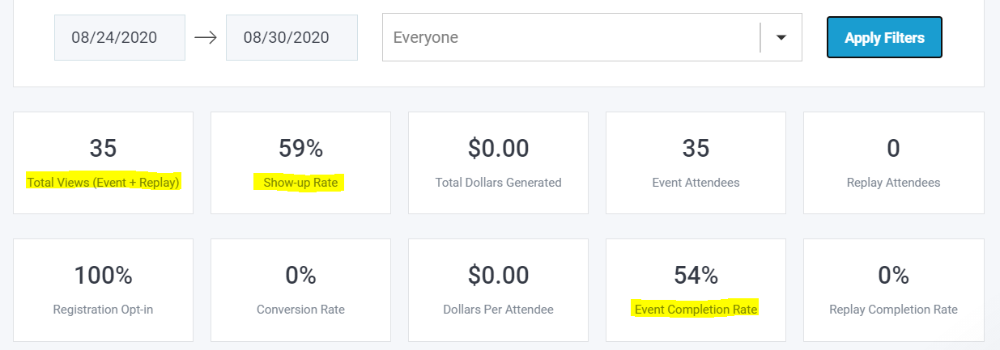 08/24/2020 → 08/30/2020 Everyone Apply Filters
35 59% $0.00 35 0
Total Views (Event + Replay) Show-up Rate Total Dollars Generated Event Attendees Replay Attendees
100% 0% $0.00 54% 0%
Registration Opt-in Conversion Rate Dollars Per Attendee Event Completion Rate Replay Completion Rate